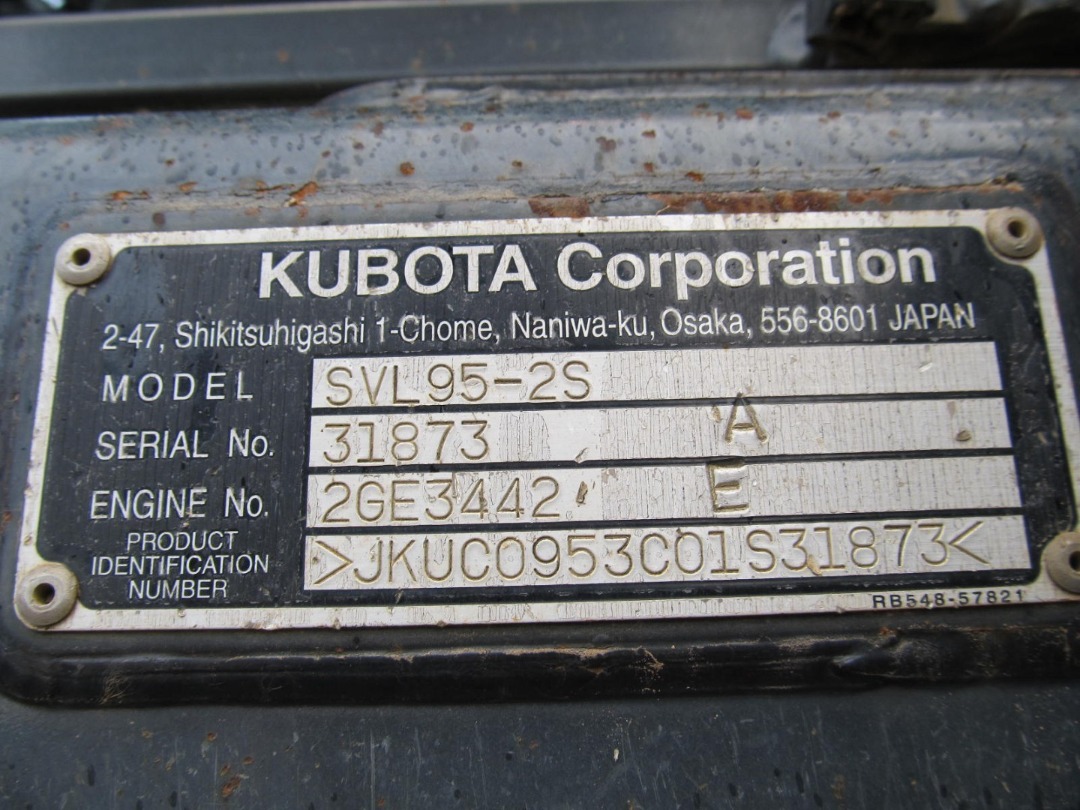 KUBOTA Corporation
2-47, Shikitsuhigashi 1-Chome, Naniwa-ku, Osaka, 556-8601 JAPAN
MODEL SVL95-2S
SERIAL No. 31873 A
ENGINE No. 2GE3442 E
PRODUCT
IDENTIFICATION
NUMBER
>JKUC0953C01S31873<
RB548-57821